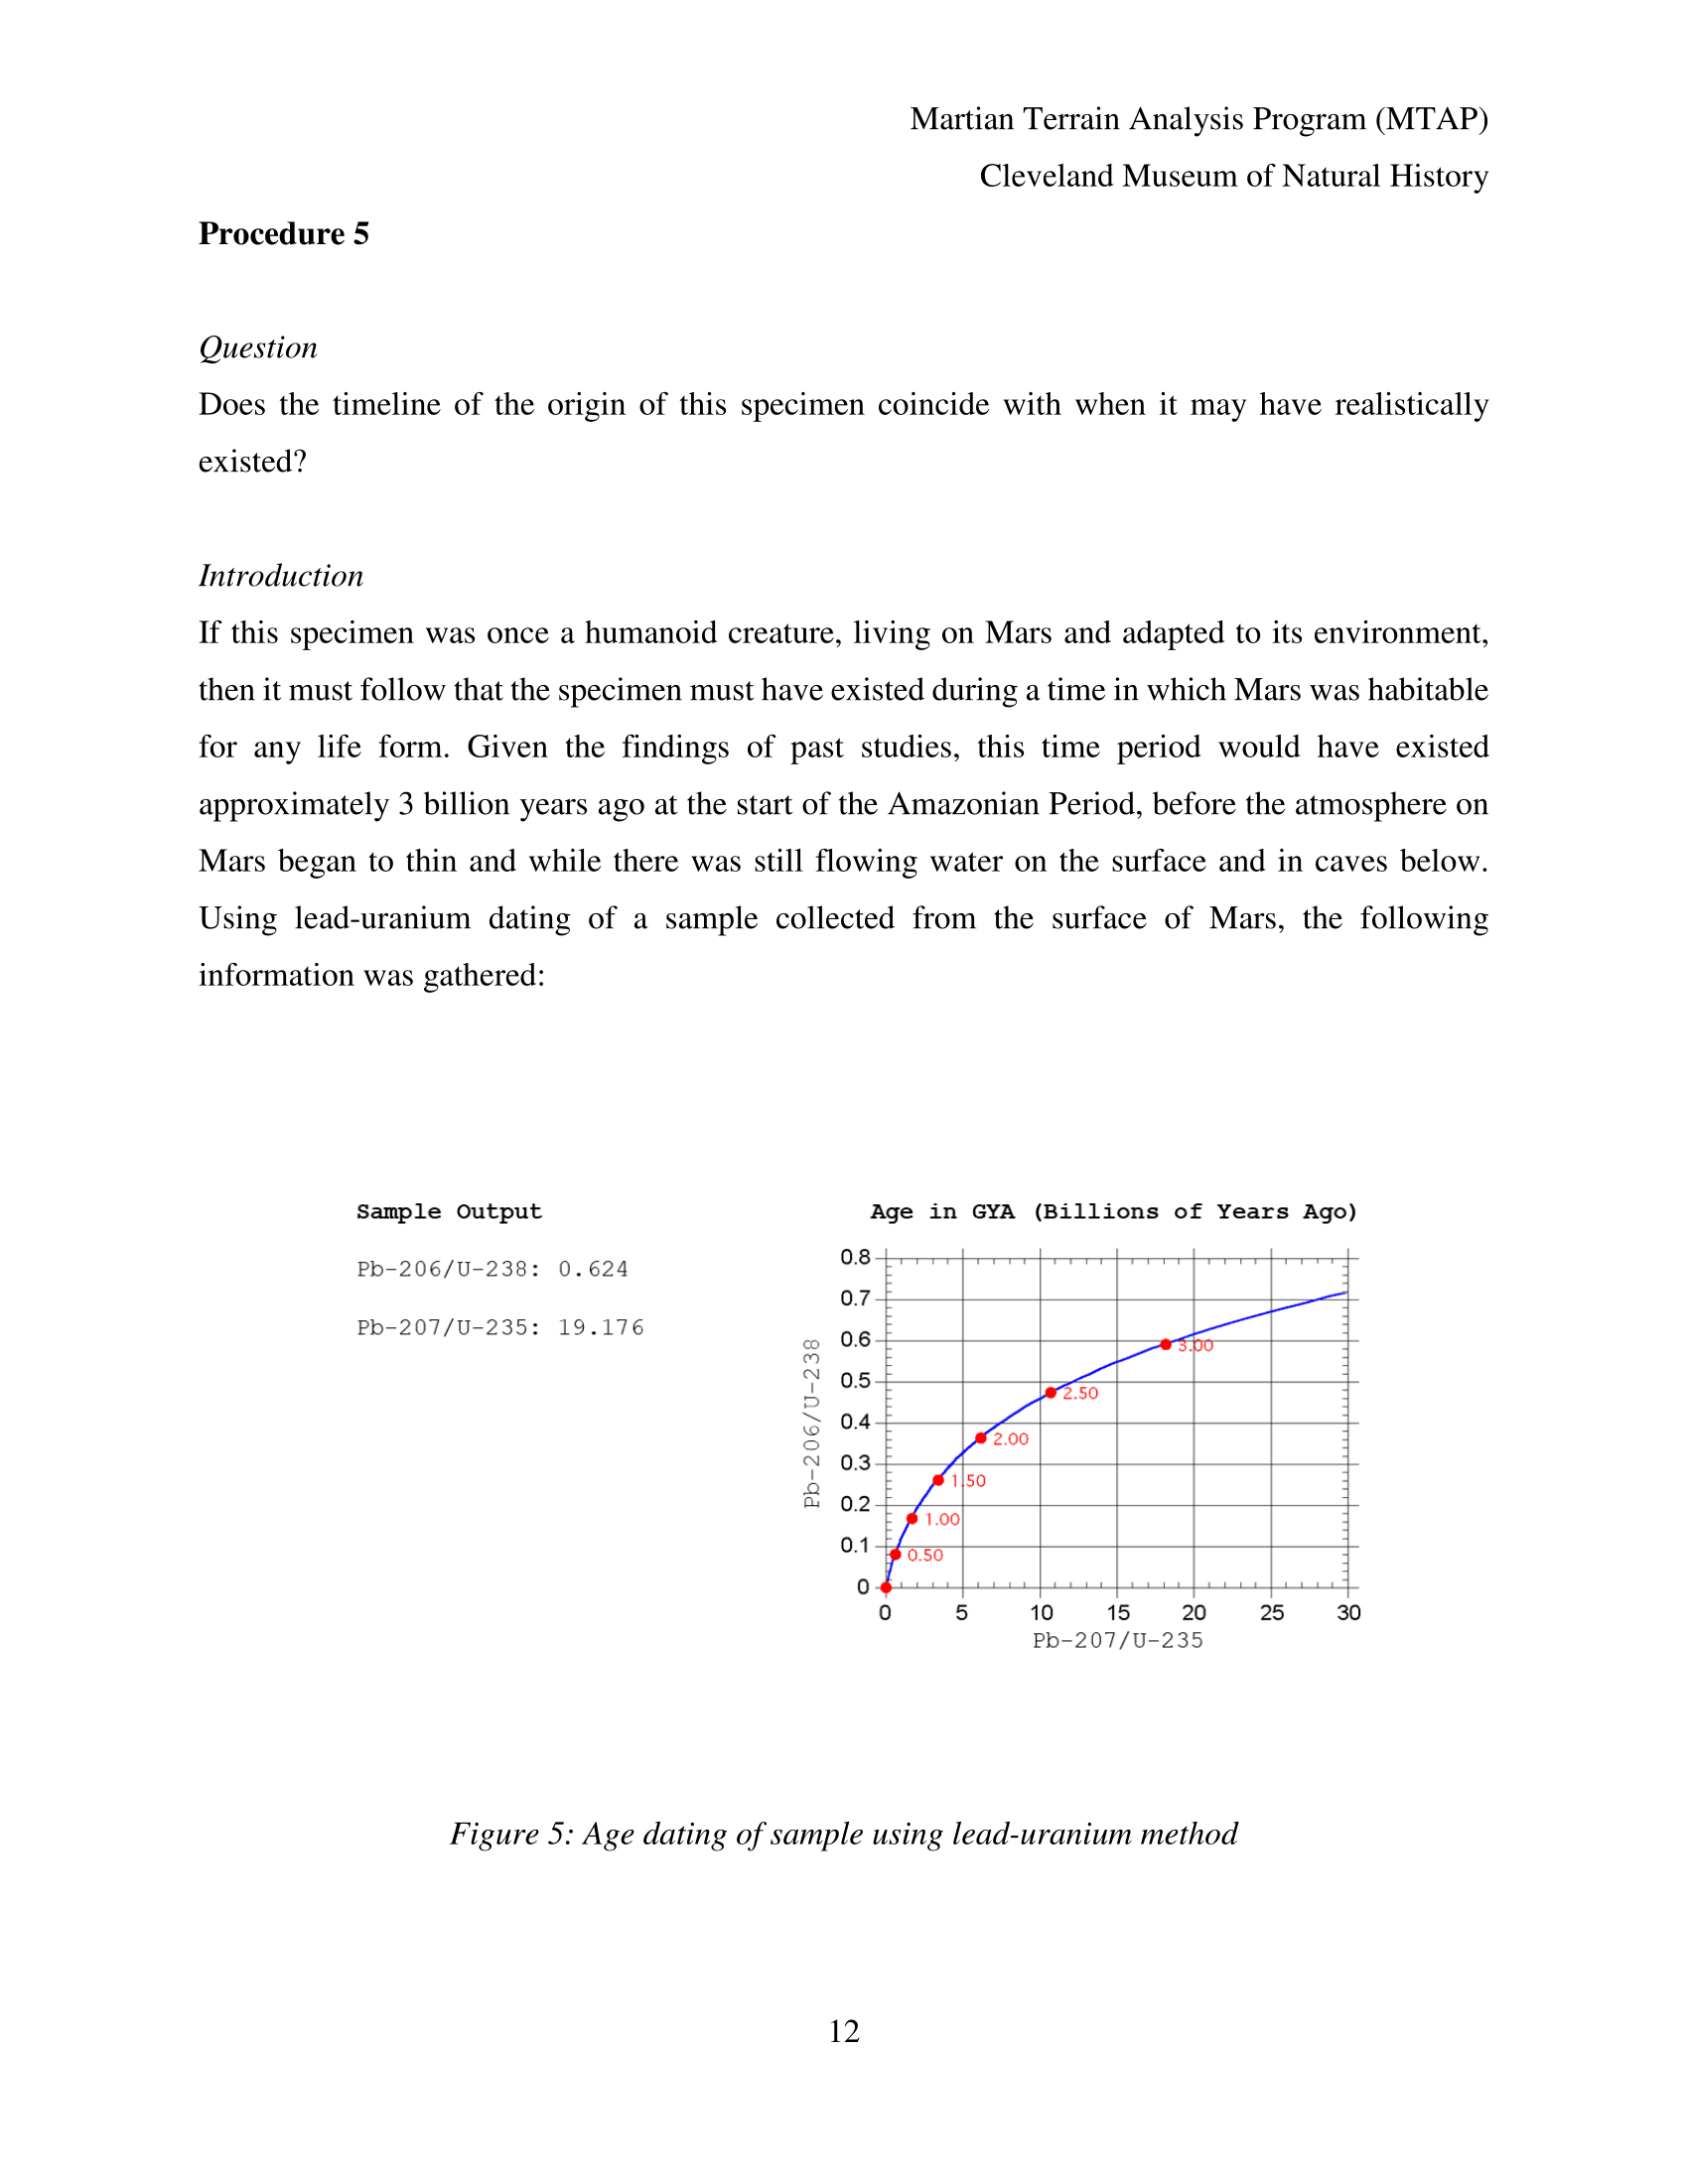 Martian Terrain Analysis Program (MTAP)
Cleveland Museum of Natural History
Procedure 5
Question
Does the timeline of the origin of this specimen coincide with when it may have realistically
existed?
Introduction
If this specimen was once a humanoid creature, living on Mars and adapted to its environment,
then it must follow that the specimen must have existed during a time in which Mars was habitable
for any life form. Given the findings of past studies, this time period would have existed
approximately 3 billion years ago at the start of the Amazonian Period, before the atmosphere on
Mars began to thin and while there was still flowing water on the surface and in caves below.
Using lead-uranium dating of a sample collected from the surface of Mars, the following
information was gathered:
Sample Output
Pb-206/U-238: 0.624
Pb-207/U-235: 19.176
Age in GYA (Billions of Years Ago)
Pb-206/U-238
0.8
0.7
0.6
0.5
0.4
0.3
0.2
0.1
0
3.00
2.50
2.00
1.50
1.00
0.50
0 5 10 15 20 25 30
Pb-207/U-235
Figure 5: Age dating of sample using lead-uranium method
12